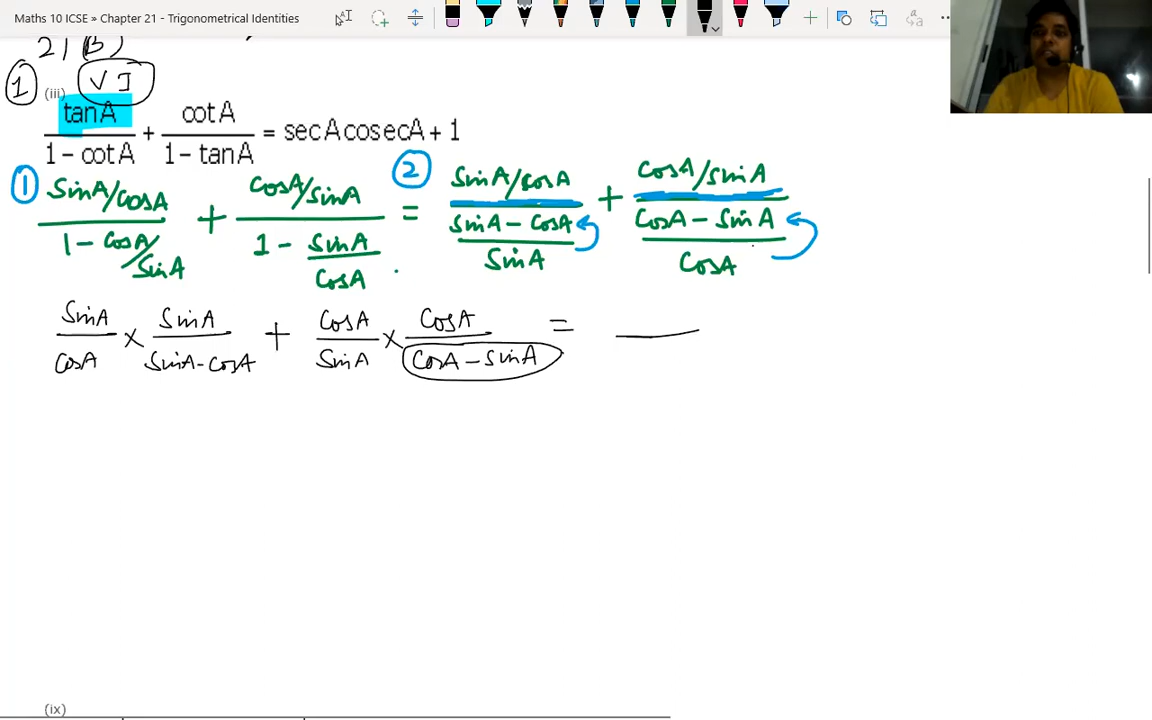 Maths 10 ICSE » Chapter 21 - Trigonometrical Identities
21(B)
① VI
(iii) tanA/(1 - cotA) + cotA/(1 - tanA) = secAcosecA + 1
① (SinA/cosA)/(1 - CosA/SinA) + (CosA/sinA)/(1 - SinA/CosA) = ② (SinA/cosA)/((SinA - CosA)/SinA) + (CosA/sinA)/((CosA - SinA)/CosA)
SinA/CosA × SinA/(SinA - CosA) + CosA/SinA × CosA/(CosA - SinA) =
(ix)